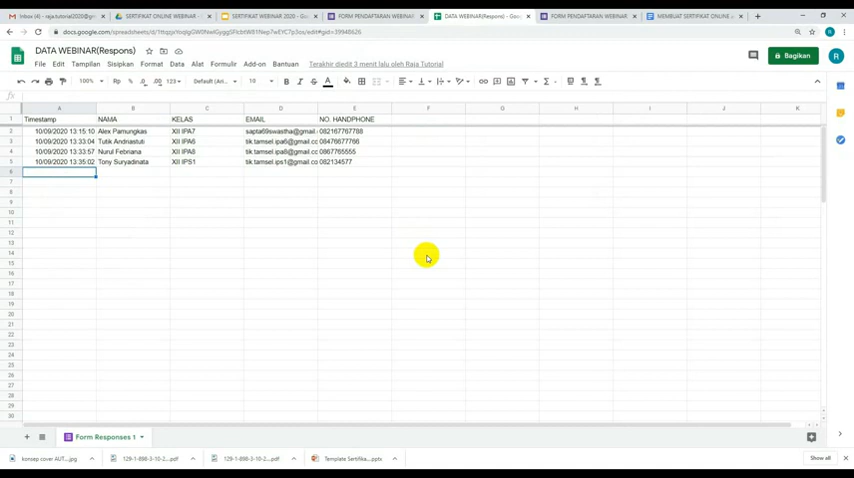 Inbox (4) - raja.tutorial2020@gm
SERTIFIKAT ONLINE WEBINAR -
SERTIFIKAT WEBINAR 2020 - Goo
FORM PENDAFTARAN WEBINAR
DATA WEBINAR(Respons) - Goo
FORM PENDAFTARAN WEBINAR
MEMBUAT SERTIFIKAT ONLINE
DATA WEBINAR(Respons)
File Edit Tampilan Sisipkan Format Data Alat Formulir Add-on Bantuan Terakhir diedit 3 menit lalu oleh Raja Tutorial
Bagikan
R
100% Rp % .0 .00 123 Default (Ari... 10 B I S A
fx
A B C D E F G H I J K
1 Timestamp NAMA KELAS EMAIL NO. HANDPHONE
2 10/09/2020 13:15:10 Alex Pamungkas XII IPA7 sapta69swastha@gmail. 082167767788
3 10/09/2020 13:33:04 Tutik Andriastuti XII IPA6 tik.tamsel.ipa6@gmail.cc 08476677766
4 10/09/2020 13:33:57 Nurul Febriana XII IPA8 tik.tamsel.ipa8@gmail.cc 0867765555
5 10/09/2020 13:35:02 Tony Suryadinata XII IPS1 tik.tamsel.ips1@gmail.cc 082134577
6
7
8
9
10
11
12
13
14
15
16
17
18
19
20
21
22
23
24
25
26
27
28
29
30
Form Responses 1
konsep cover AUT....jpg
129-1-898-3-10-2....pdf
129-1-898-3-10-2....pdf
Template Sertifika....pptx
Show all